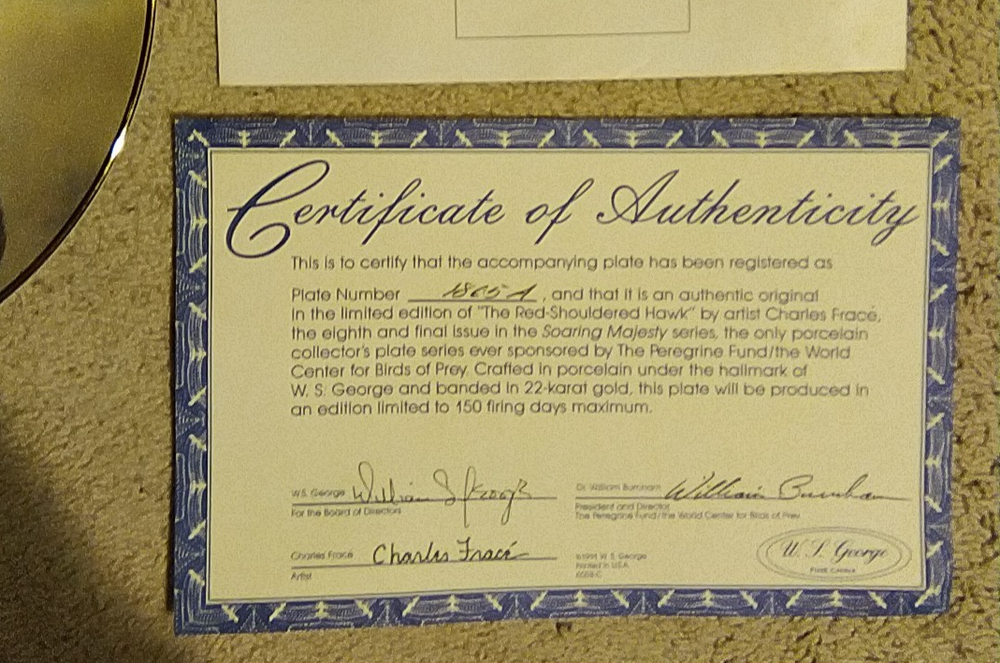 Certificate of Authenticity
This is to certify that the accompanying plate has been registered as
Plate Number 1865A, and that it is an authentic original
in the limited edition of "The Red-Shouldered Hawk" by artist Charles Fracé,
the eighth and final issue in the Soaring Majesty series, the only porcelain
collector's plate series ever sponsored by The Peregrine Fund/the World
Center for Birds of Prey. Crafted in porcelain under the hallmark of
W. S. George and banded in 22-karat gold, this plate will be produced in
an edition limited to 150 firing days maximum.
W.S. George William S George
For the Board of Directors
Dr. William Burnham William Burnham
President and Director
The Peregrine Fund/the World Center for Birds of Prey
Charles Fracé Charles Fracé
Artist
W. S. George
Printed in U.S.A.
W. S. George
FINE CHINA